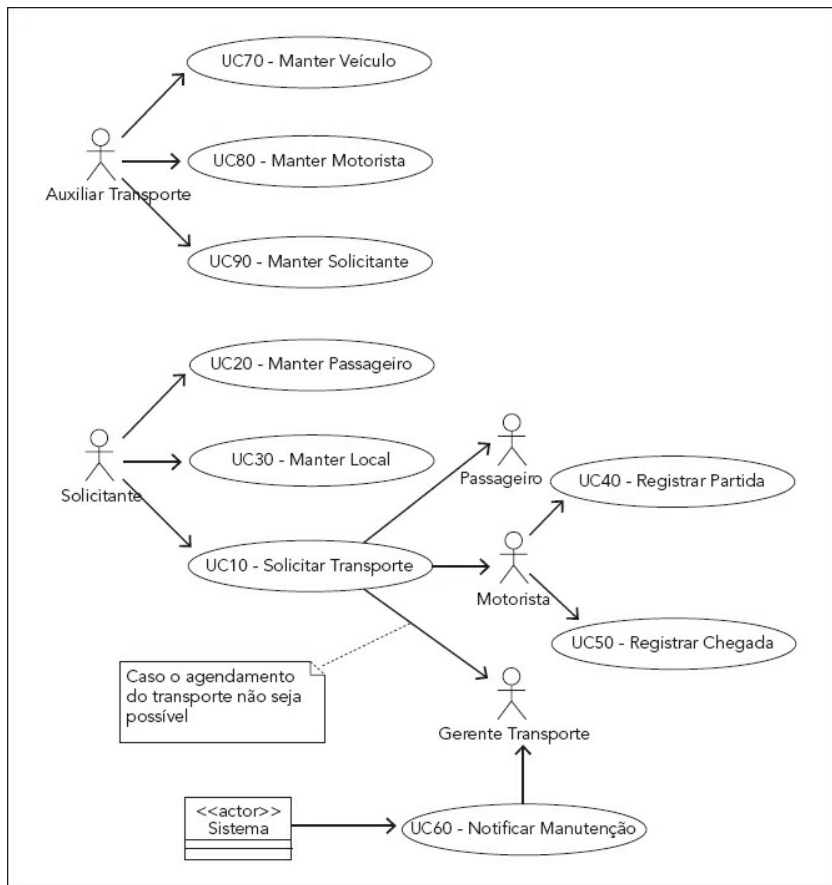 UC70 - Manter Veículo
UC80 - Manter Motorista
Auxiliar Transporte
UC90 - Manter Solicitante
UC20 - Manter Passageiro
UC30 - Manter Local
Solicitante
Passageiro
UC40 - Registrar Partida
UC10 - Solicitar Transporte
Motorista
UC50 - Registrar Chegada
Caso o agendamento
do transporte não seja
possível
Gerente Transporte
<<actor>>
Sistema
UC60 - Notificar Manutenção